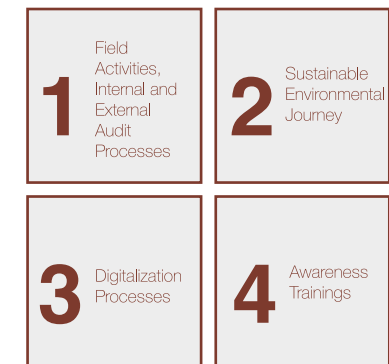 1
Field
Activities,
Internal and
External
Audit
Processes
2
Sustainable
Environmental
Journey
3
Digitalization
Processes
4
Awareness
Trainings